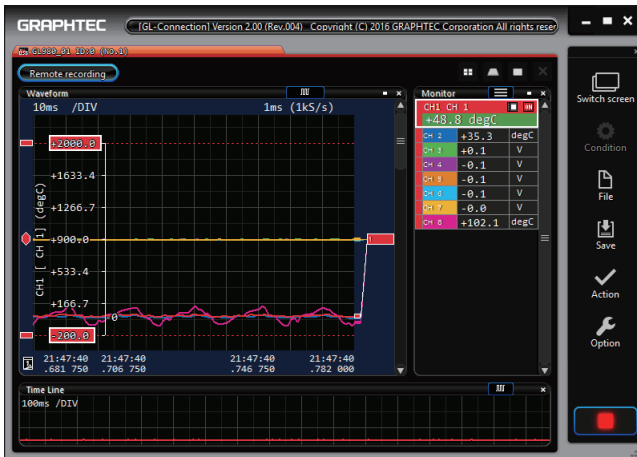 GRAPHTEC
[GL-Connection] Version 2.00 (Rev.004) Copyright (C) 2016 GRAPHTEC Corporation All rights reser
GL980_01 ID:0 (NO.1)
Remote recording
Waveform
10ms /DIV
1ms (1kS/s)
CH1 [ CH 1] (degC)
+2000.0
+1633.4
+1266.7
+900.0
+533.4
+166.7
0
-200.0
21:47:40 21:47:40 21:47:40 21:47:40
.681 750 .706 750 .746 750 .782 000
Monitor
CH1 CH 1
+48.8 degC
CH 2 +35.3 degC
CH 3 +0.1 V
CH 4 -0.1 V
CH 5 -0.1 V
CH 6 -0.1 V
CH 7 -0.0 V
CH 8 +102.1 degC
Time Line
100ms /DIV
Switch screen
Condition
File
Save
Action
Option